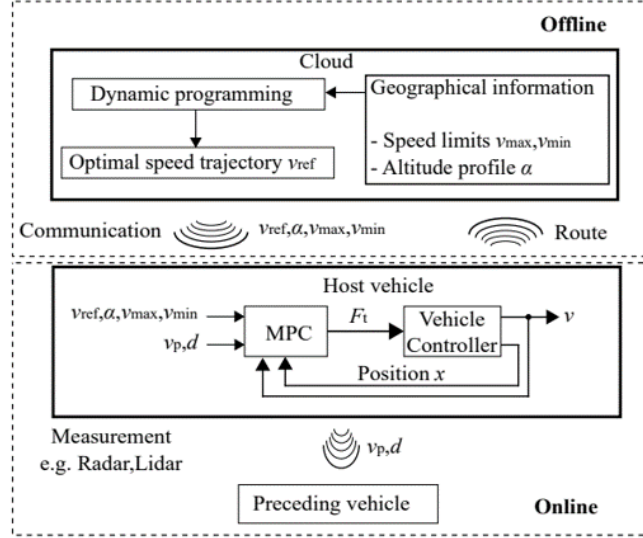 Offline
Cloud
Dynamic programming
Geographical information
- Speed limits vmax,vmin
- Altitude profile α
Optimal speed trajectory vref
Communication
vref,α,vmax,vmin
Route
Host vehicle
vref,α,vmax,vmin
vp,d
MPC
Ft
Vehicle
Controller
v
Position x
Measurement
e.g. Radar,Lidar
vp,d
Preceding vehicle
Online